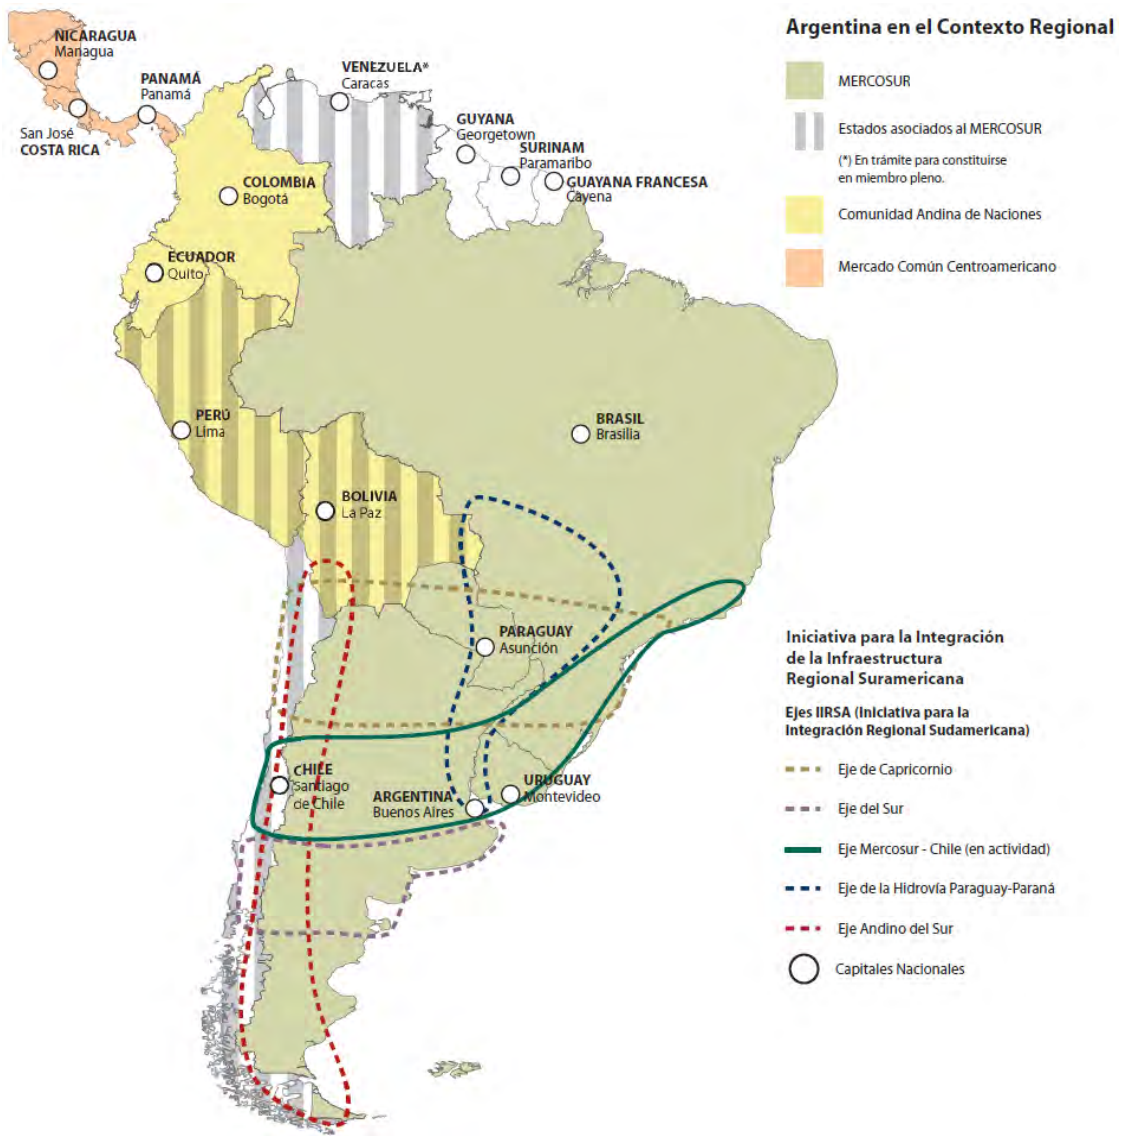 Argentina en el Contexto Regional
MERCOSUR
Estados asociados al MERCOSUR
(*) En trámite para constituirse
en miembro pleno.
Comunidad Andina de Naciones
Mercado Común Centroamericano
NICARAGUA
Managua
PANAMÁ
Panamá
San José
COSTA RICA
VENEZUELA*
Caracas
GUYANA
Georgetown
SURINAM
Paramaribo
GUAYANA FRANCESA
Cayena
COLOMBIA
Bogotá
ECUADOR
Quito
PERÚ
Lima
BRASIL
Brasilia
BOLIVIA
La Paz
PARAGUAY
Asunción
CHILE
Santiago
de Chile
ARGENTINA
Buenos Aires
URUGUAY
Montevideo
Iniciativa para la Integración
de la Infraestructura
Regional Suramericana
Ejes IIRSA (Iniciativa para la
Integración Regional Sudamericana)
Eje de Capricornio
Eje del Sur
Eje Mercosur - Chile (en actividad)
Eje de la Hidrovía Paraguay-Paraná
Eje Andino del Sur
Capitales Nacionales